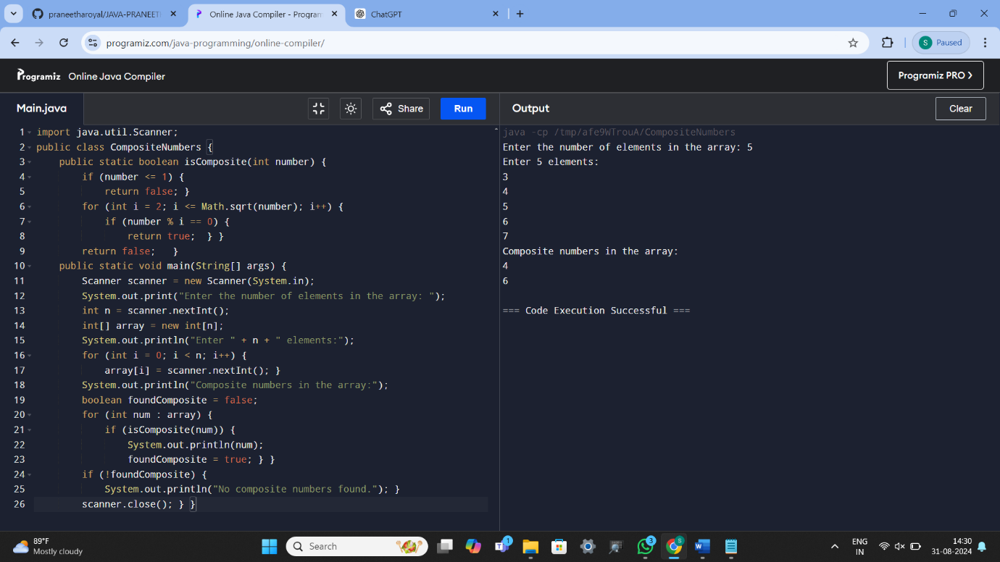 praneetharoyal/JAVA-PRANEET
Online Java Compiler - Program
ChatGPT
programiz.com/java-programming/online-compiler/
S Paused
Programiz Online Java Compiler
Programiz PRO >
Main.java
Share
Run
Output
Clear
1 import java.util.Scanner;
2 public class CompositeNumbers {
3     public static boolean isComposite(int number) {
4         if (number <= 1) {
5             return false; }
6         for (int i = 2; i <= Math.sqrt(number); i++) {
7             if (number % i == 0) {
8                 return true;  } }
9         return false;   }
10     public static void main(String[] args) {
11         Scanner scanner = new Scanner(System.in);
12         System.out.print("Enter the number of elements in the array: ");
13         int n = scanner.nextInt();
14         int[] array = new int[n];
15         System.out.println("Enter " + n + " elements:");
16         for (int i = 0; i < n; i++) {
17             array[i] = scanner.nextInt(); }
18         System.out.println("Composite numbers in the array:");
19         boolean foundComposite = false;
20         for (int num : array) {
21             if (isComposite(num)) {
22                 System.out.println(num);
23                 foundComposite = true; } }
24         if (!foundComposite) {
25             System.out.println("No composite numbers found."); }
26         scanner.close(); } }
java -cp /tmp/afe9WTrouA/CompositeNumbers
Enter the number of elements in the array: 5
Enter 5 elements:
3
4
5
6
7
Composite numbers in the array:
4
6
=== Code Execution Successful ===
89°F
Mostly cloudy
Search
1
3
S
ENG
IN
14:30
31-08-2024